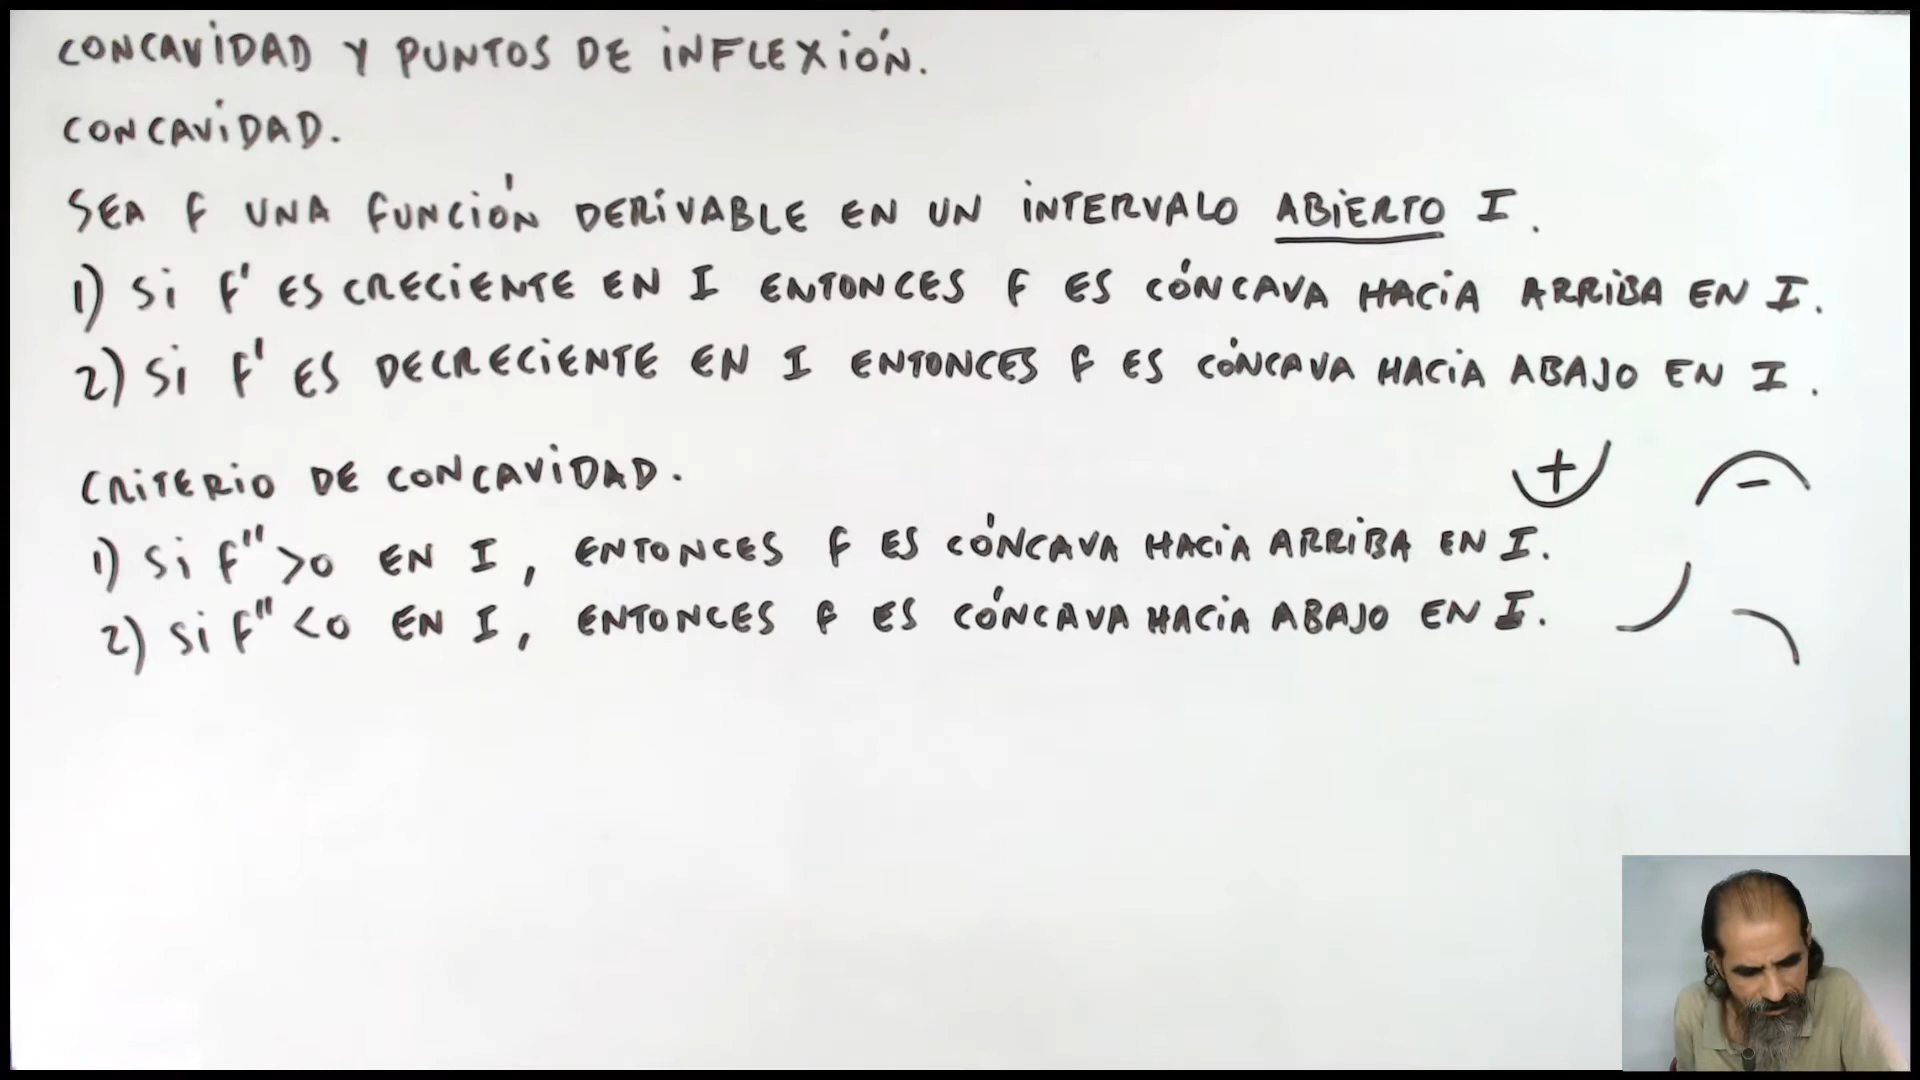 CONCAVIDAD Y PUNTOS DE INFLEXIÓN.
CONCAVIDAD.
SEA F UNA FUNCIÓN DERIVABLE EN UN INTERVALO ABIERTO I.
1) SI F' ES CRECIENTE EN I ENTONCES F ES CÓNCAVA HACIA ARRIBA EN I.
2) SI F' ES DECRECIENTE EN I ENTONCES F ES CÓNCAVA HACIA ABAJO EN I.
CRITERIO DE CONCAVIDAD.
+ -
1) SI F" >0 EN I, ENTONCES F ES CÓNCAVA HACIA ARRIBA EN I.
2) SI F" <0 EN I, ENTONCES F ES CÓNCAVA HACIA ABAJO EN I.